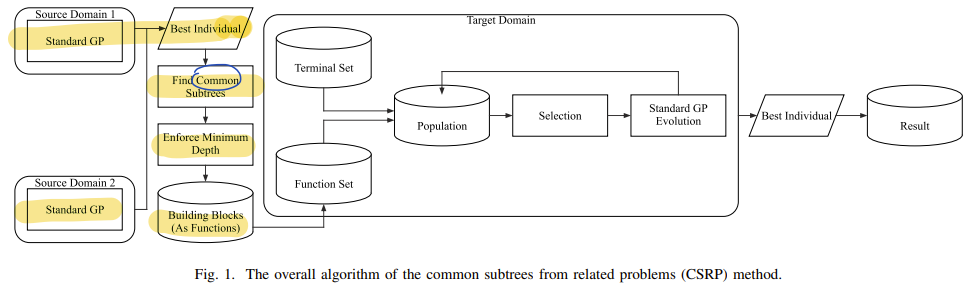 Source Domain 1
Standard GP
Best Individual
Find Common
Subtrees
Enforce Minimum
Depth
Source Domain 2
Standard GP
Building Blocks
(As Functions)
Target Domain
Terminal Set
Function Set
Population
Selection
Standard GP
Evolution
Best Individual
Result
Fig. 1. The overall algorithm of the common subtrees from related problems (CSRP) method.